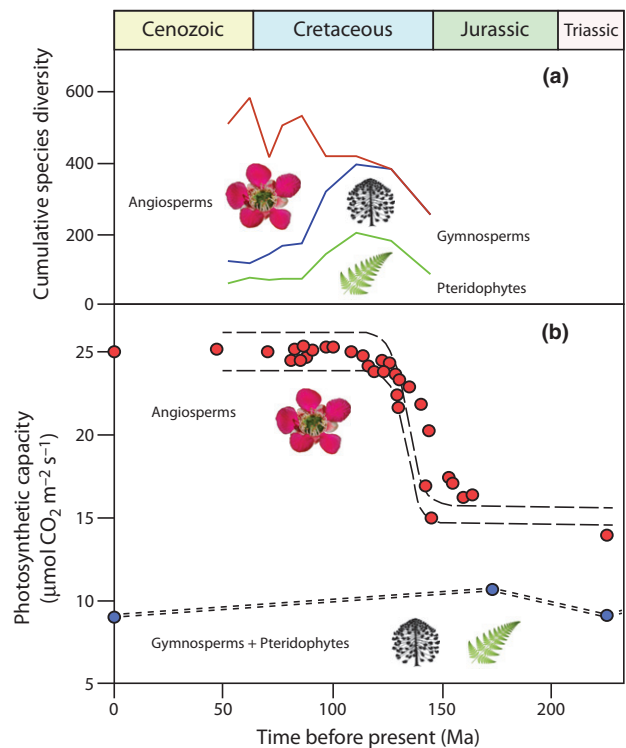 Cenozoic Cretaceous Jurassic Triassic
(a)
600
400
200
0
Cumulative species diversity
Angiosperms
Gymnosperms
Pteridophytes
(b)
25
20
15
10
5
Photosynthetic capacity
(µmol CO2 m−2 s−1)
Angiosperms
Gymnosperms + Pteridophytes
0 50 100 150 200
Time before present (Ma)